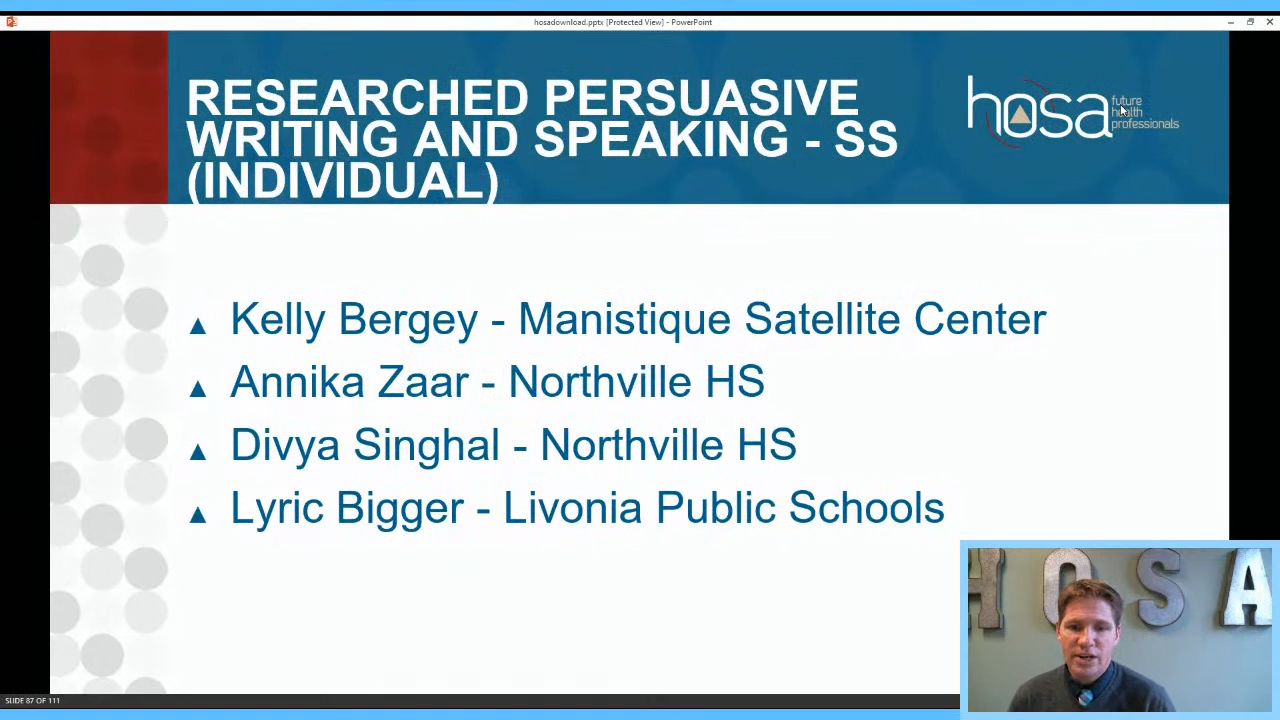 hosadownload.pptx [Protected View] - PowerPoint
RESEARCHED PERSUASIVE
WRITING AND SPEAKING - SS
(INDIVIDUAL)
hosa
future
health
professionals
▲ Kelly Bergey - Manistique Satellite Center
▲ Annika Zaar - Northville HS
▲ Divya Singhal - Northville HS
▲ Lyric Bigger - Livonia Public Schools
HOSA
SLIDE 87 OF 111